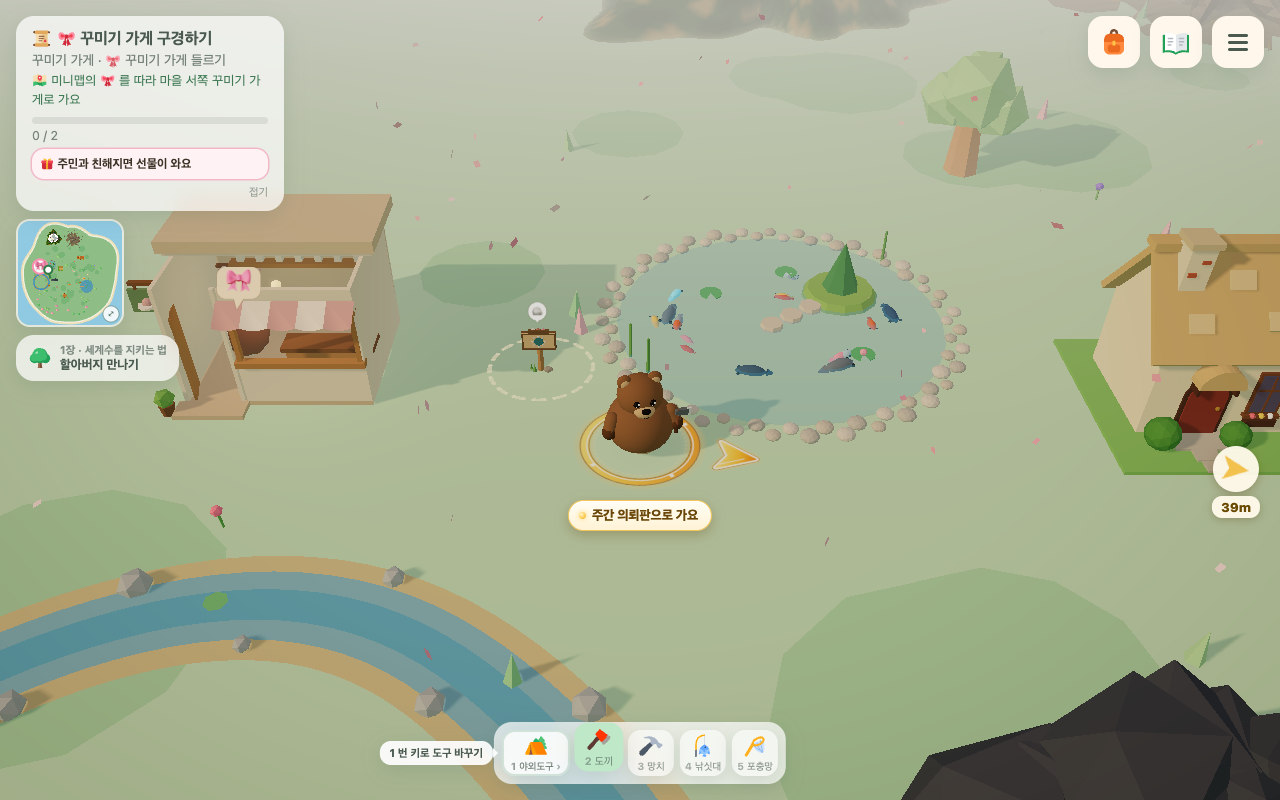 꾸미기 가게 구경하기
꾸미기 가게 · 꾸미기 가게 들르기
미니맵의 를 따라 마을 서쪽 꾸미기 가
게로 가요
0 / 2
주민과 친해지면 선물이 와요
접기
1장 · 세계수를 지키는 법
할아버지 만나기
주간 의뢰판으로 가요
39m
1 번 키로 도구 바꾸기
1 야외도구 ›
2 도끼
3 망치
4 낚싯대
5 포충망